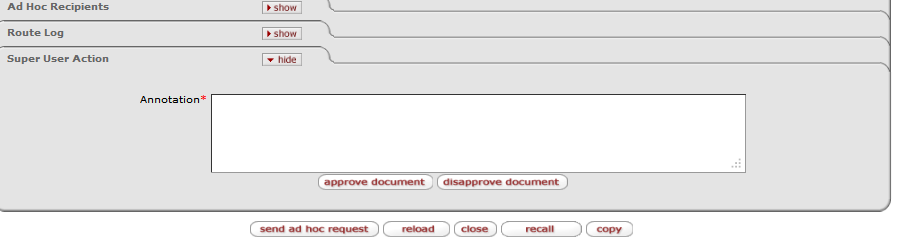 Ad Hoc Recipients show
Route Log show
Super User Action hide
Annotation*
approve document disapprove document
send ad hoc request reload close recall copy